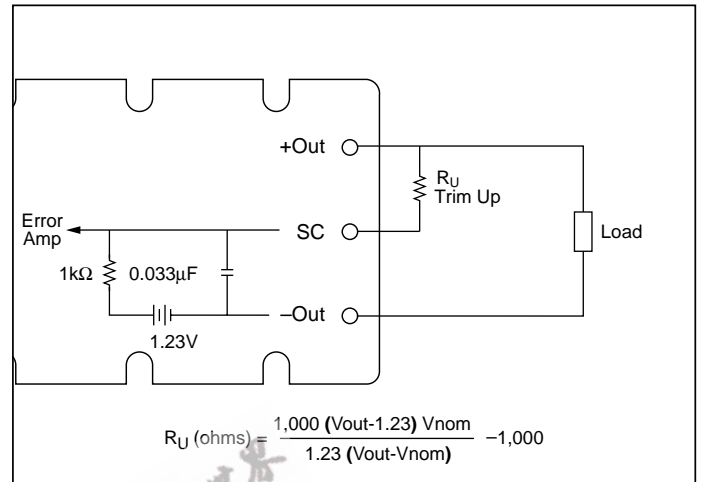 +Out
R_U
Trim Up
Error
Amp
SC
Load
1kΩ
0.033μF
–Out
1.23V
R_U (ohms) = 1,000 (Vout-1.23) Vnom / 1.23 (Vout-Vnom) –1,000